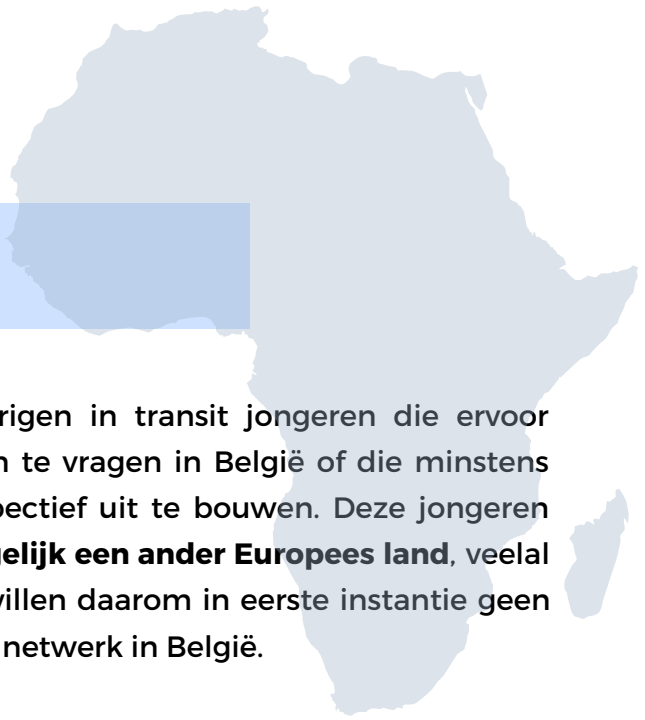 rigen in transit jongeren die ervoor
n te vragen in België of die minstens
pectief uit te bouwen. Deze jongeren
gelijk een ander Europees land, veelal
villen daarom in eerste instantie geen
netwerk in België.